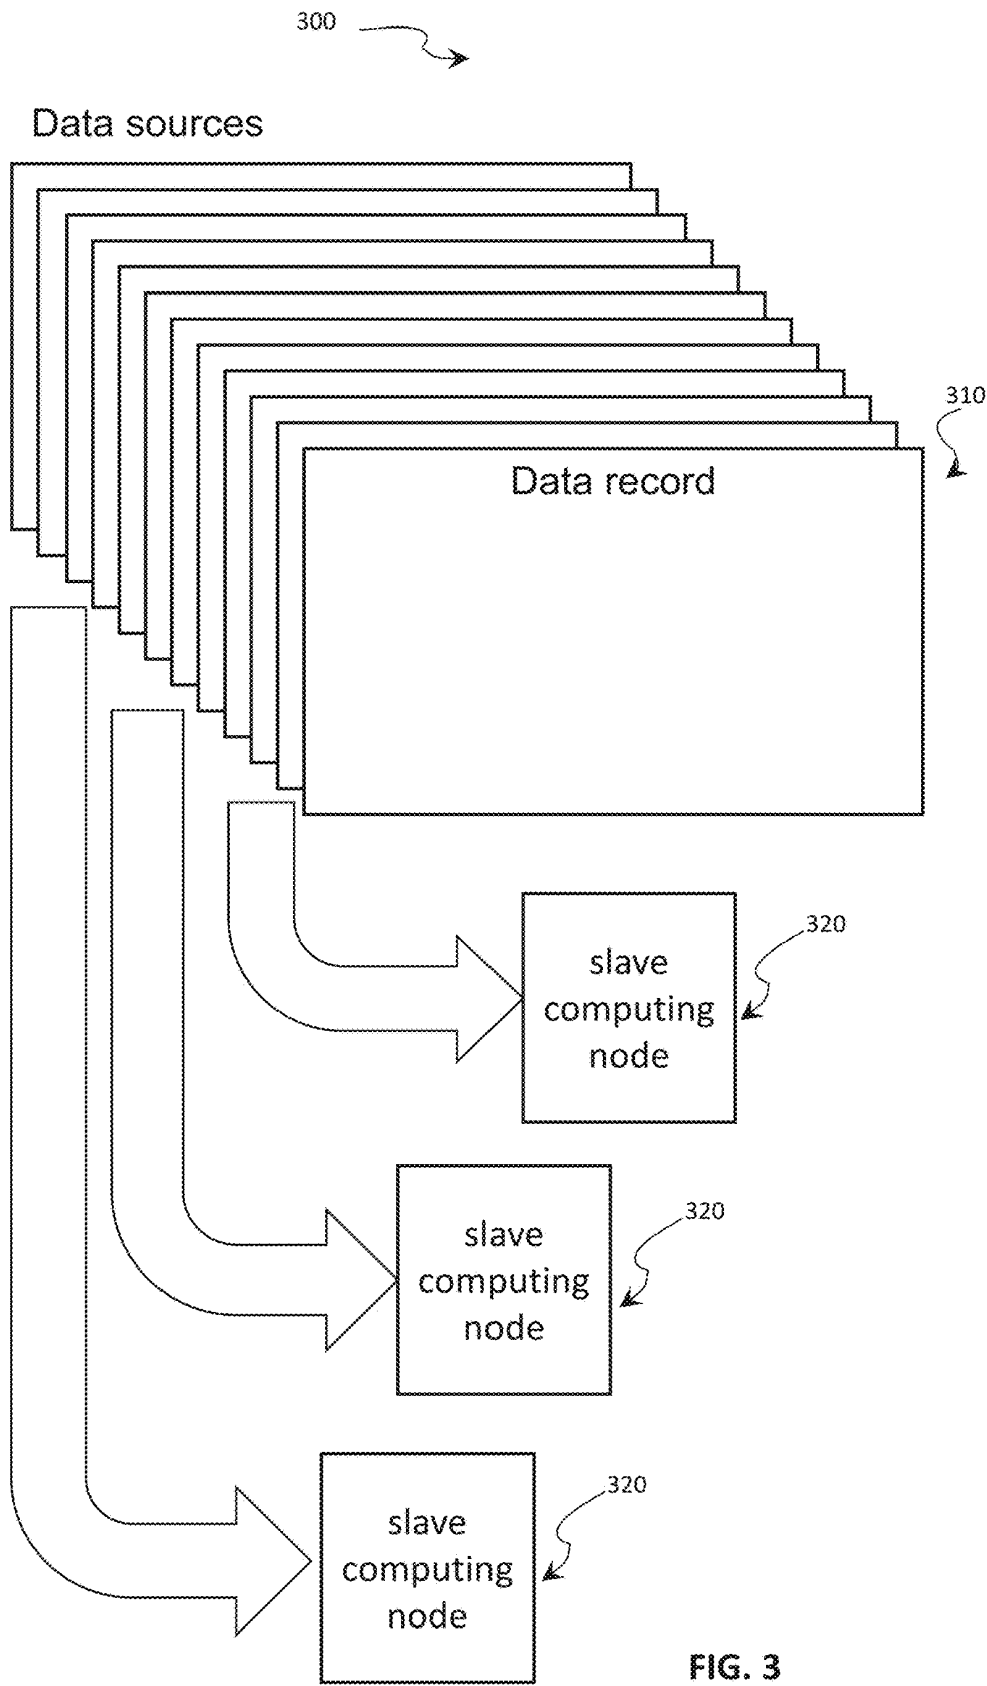 300
Data sources
310
Data record
320
slave
computing
node
320
slave
computing
node
320
slave
computing
node
FIG. 3